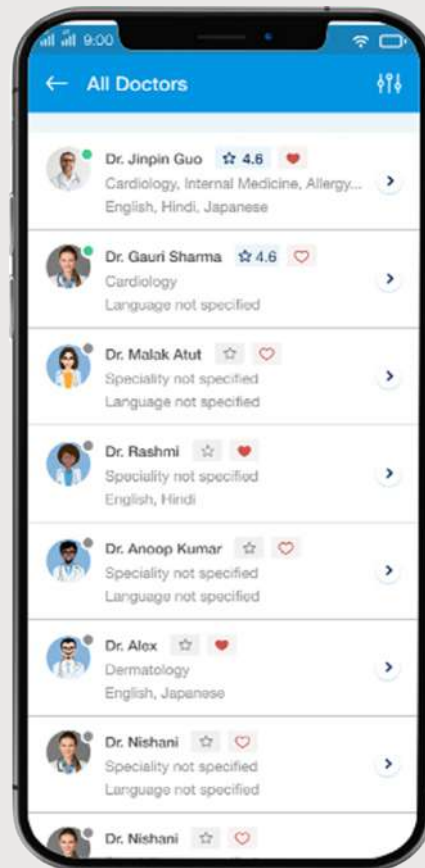 9:00
All Doctors
Dr. Jinpin Guo 4.6
Cardiology, Internal Medicine, Allergy...
English, Hindi, Japanese
Dr. Gauri Sharma 4.6
Cardiology
Language not specified
Dr. Malak Atut
Speciality not specified
Language not specified
Dr. Rashmi
Speciality not specified
English, Hindi
Dr. Anoop Kumar
Speciality not specified
Language not specified
Dr. Alex
Dermatology
English, Japanese
Dr. Nishani
Speciality not specified
Language not specified
Dr. Nishani